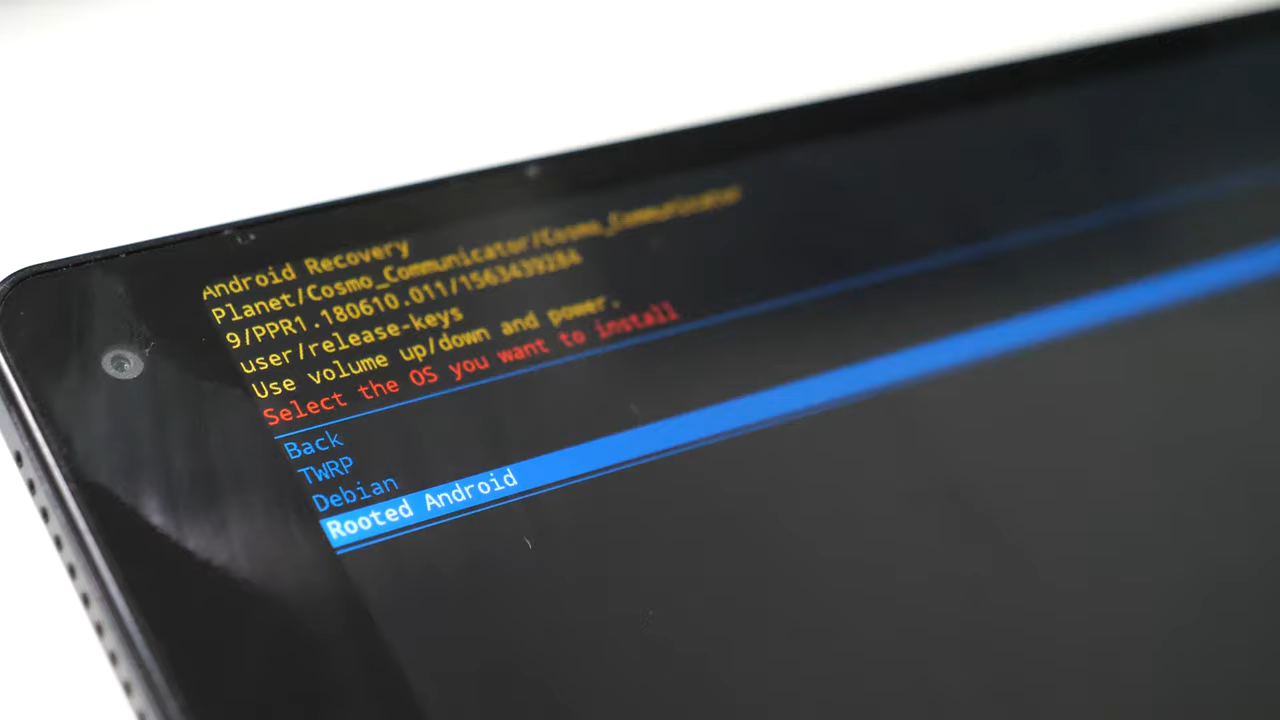 Android Recovery
Planet/Cosmo_Communicator/Cosmo_Communicator
9/PPR1.180610.011/1563439284
user/release-keys
Use volume up/down and power.
Select the OS you want to install
Back
TWRP
Debian
Rooted Android